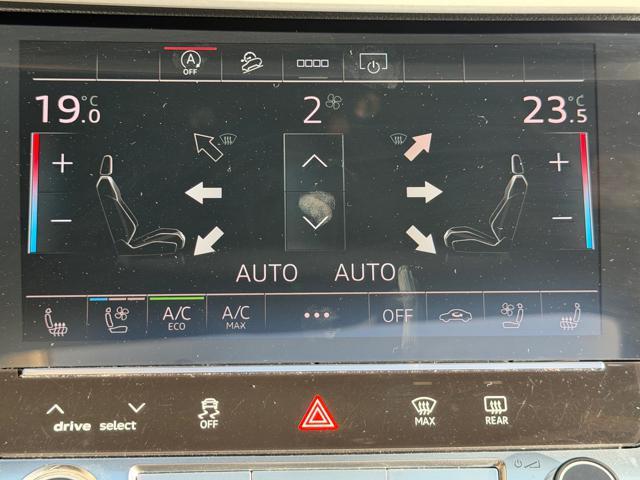 A
OFF
19.0 °C
2
23.5 °C
+
+
−
−
AUTO AUTO
A/C
ECO
A/C
MAX
•••
OFF
drive select
OFF
MAX
REAR